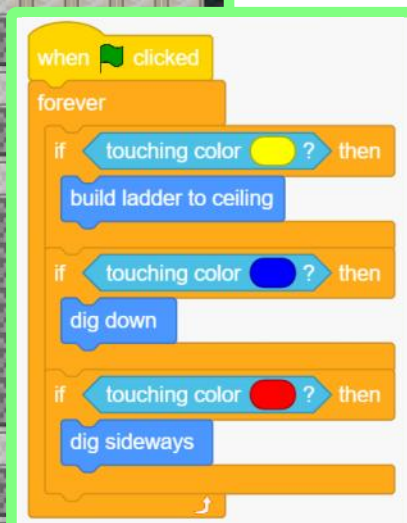 when clicked
forever
if touching color ? then
build ladder to ceiling
if touching color ? then
dig down
if touching color ? then
dig sideways